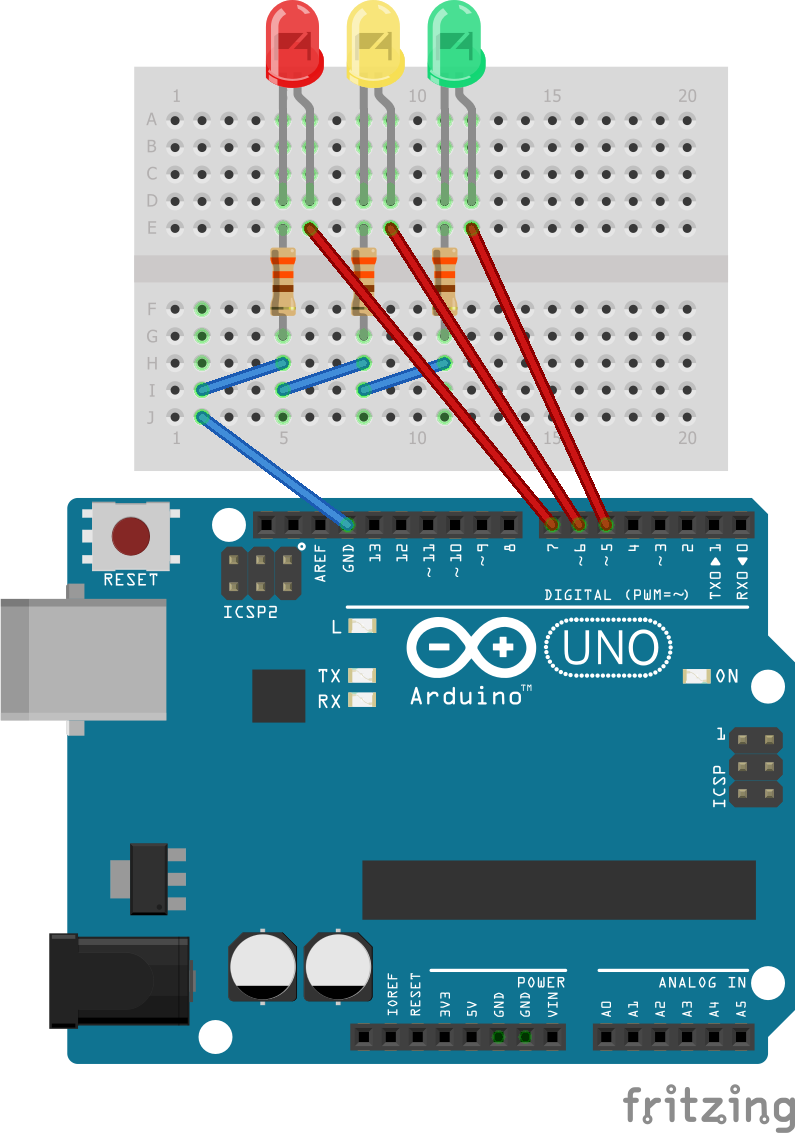 1 10 15 20
A
B
C
D
E
F
G
H
I
J
1 5 10 15 20
RESET
AREF GND 13 12 ~11 ~10 ~9 8 7 ~6 ~5 4 ~3 2 TX0▶1 RX0◀0
ICSP2
DIGITAL (PWM=~)
L
TX
RX
UNO
Arduino™
ON
1
ICSP
POWER
ANALOG IN
IOREF RESET 3V3 5V GND GND VIN A0 A1 A2 A3 A4 A5
fritzing